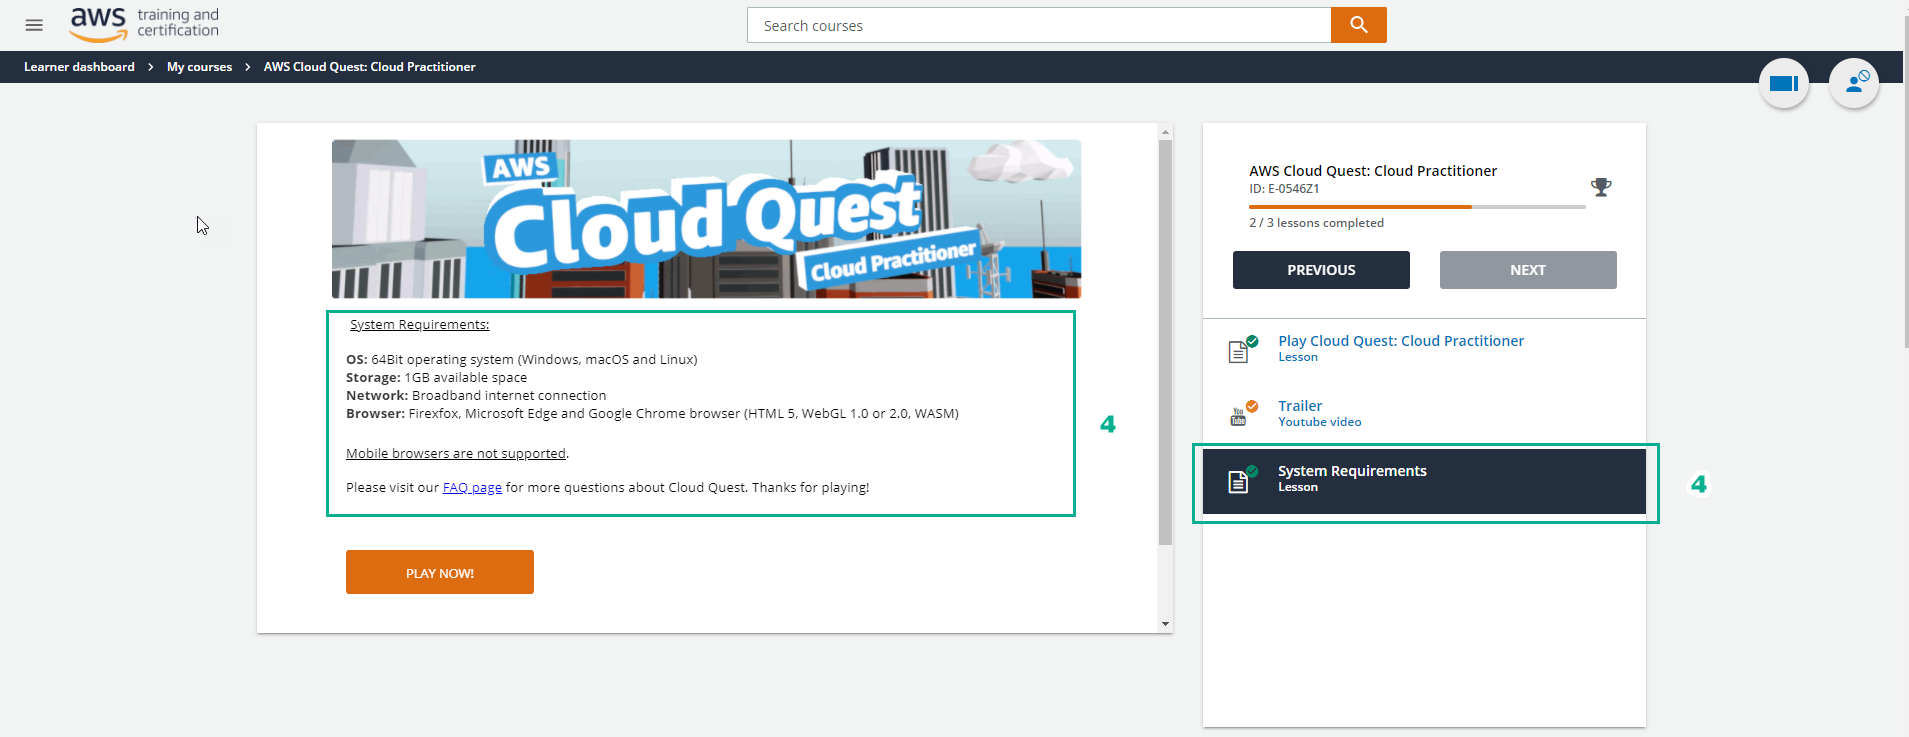 aws training and certification
Search courses
Learner dashboard > My courses > AWS Cloud Quest: Cloud Practitioner
AWS
Cloud Quest
Cloud Practitioner
System Requirements:
OS: 64Bit operating system (Windows, macOS and Linux)
Storage: 1GB available space
Network: Broadband internet connection
Browser: Firexfox, Microsoft Edge and Google Chrome browser (HTML 5, WebGL 1.0 or 2.0, WASM)
Mobile browsers are not supported.
Please visit our FAQ page for more questions about Cloud Quest. Thanks for playing!
4
PLAY NOW!
AWS Cloud Quest: Cloud Practitioner
ID: E-0546Z1
2 / 3 lessons completed
PREVIOUS
NEXT
Play Cloud Quest: Cloud Practitioner
Lesson
You Tube
Trailer
Youtube video
System Requirements
Lesson
4